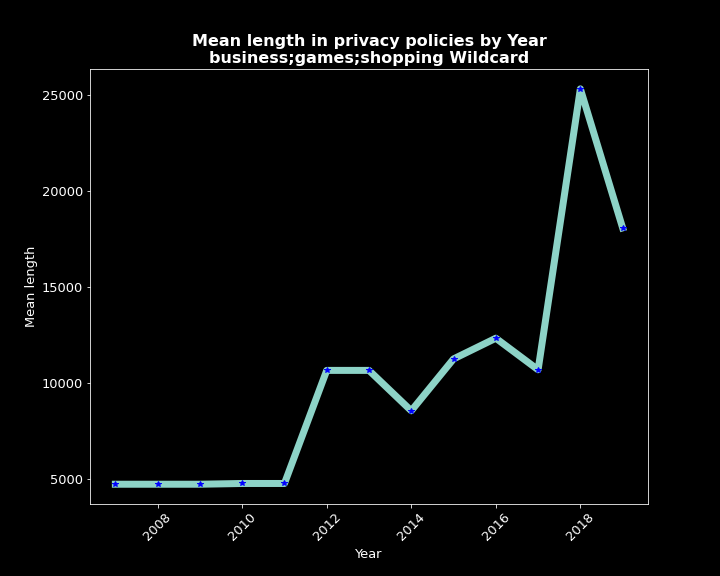 Mean length in privacy policies by Year
business;games;shopping Wildcard
25000
20000
15000
10000
5000
Mean length
2008
2010
2012
2014
2016
2018
Year